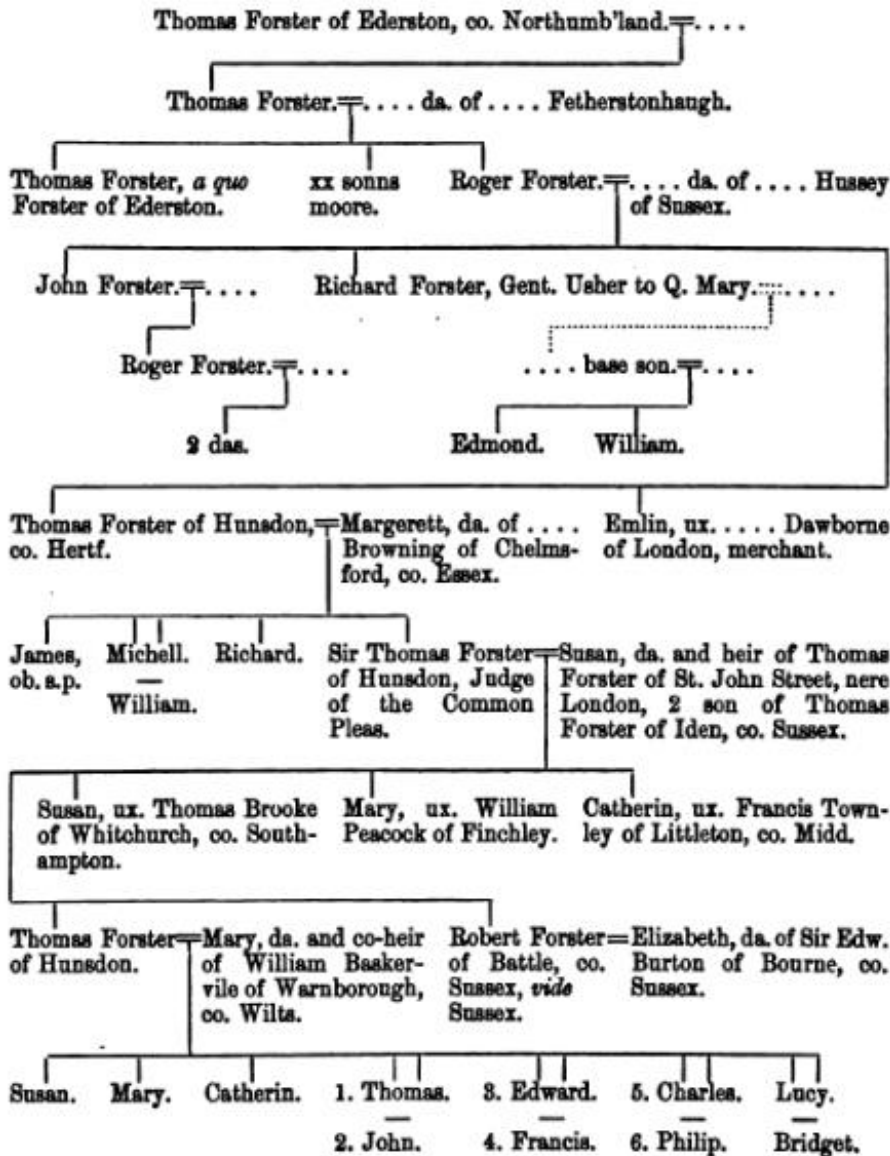 Thomas Forster of Ederston, co. Northumb'land.=. . . .
Thomas Forster.=. . . . da. of . . . . Fetherstonhaugh.
Thomas Forster, a quo
Forster of Ederston.
xx sonns
moore.
Roger Forster.=. . . . da. of . . . . Hussey
of Sussex.
John Forster.=. . . .
Richard Forster, Gent. Usher to Q. Mary.::::. . . .
Roger Forster.=. . . .
. . . . base son.=. . . .
2 das.
Edmond.
William.
Thomas Forster of Hunsdon,=
co. Hertf.
Margerett, da. of . . . .
Browning of Chelms-
ford, co. Essex.
Emlin, ux. . . . . Dawborne
of London, merchant.
James,
ob. s.p.
Michell.
—
William.
Richard.
Sir Thomas Forster=
of Hunsdon, Judge
of the Common
Pleas.
Susan, da. and heir of Thomas
Forster of St. John Street, nere
London, 2 son of Thomas
Forster of Iden, co. Sussex.
Susan, ux. Thomas Brooke
of Whitchurch, co. South-
ampton.
Mary, ux. William
Peacock of Finchley.
Catherin, ux. Francis Town-
ley of Littleton, co. Midd.
Thomas Forster=
of Hunsdon.
Mary, da. and co-heir
of William Basker-
vile of Warnborough,
co. Wilts.
Robert Forster=
of Battle, co.
Sussex, vide
Sussex.
Elizabeth, da. of Sir Edw.
Burton of Bourne, co.
Sussex.
Susan.
Mary.
Catherin.
1. Thomas.
—
2. John.
3. Edward.
—
4. Francis.
5. Charles.
—
6. Philip.
Lucy.
—
Bridget.